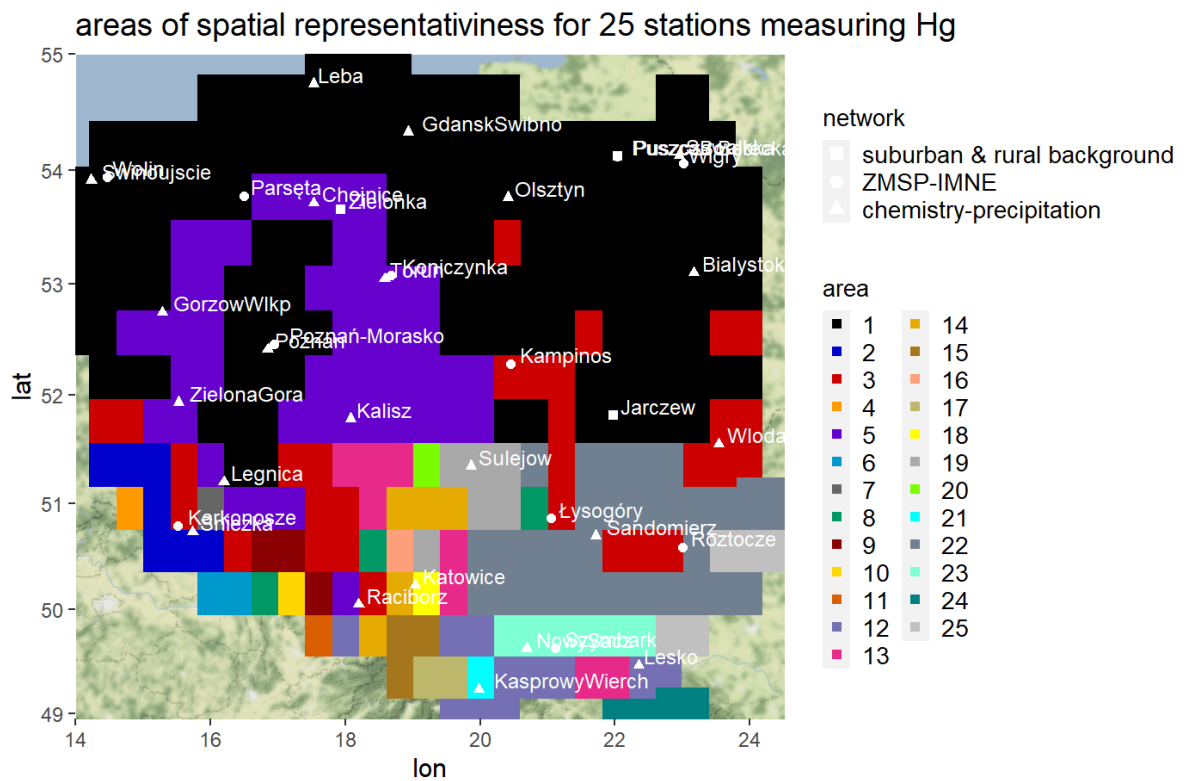 areas of spatial representativiness for 25 stations measuring Hg
55
54
53
52
51
50
49
lat
14
16
18
20
22
24
lon
Leba
GdanskSwibno
Wigry
Wolin
Swinoujscie
Parsęta
Chojnice
Zielonka
Olsztyn
Koniczynka
Toruń
Bialystok
GorzowWlkp
Poznań-Morasko
Poznań
Kampinos
ZielonaGora
Kalisz
Jarczew
Wloda
Sulejow
Legnica
Łysogóry
Karkonosze
Sniezka
Sandomierz
Roztocze
Katowice
Raciborz
NowySacz
Szymbark
Lesko
KasprowyWierch
network
suburban & rural background
ZMSP-IMNE
chemistry-precipitation
area
1
2
3
4
5
6
7
8
9
10
11
12
13
14
15
16
17
18
19
20
21
22
23
24
25